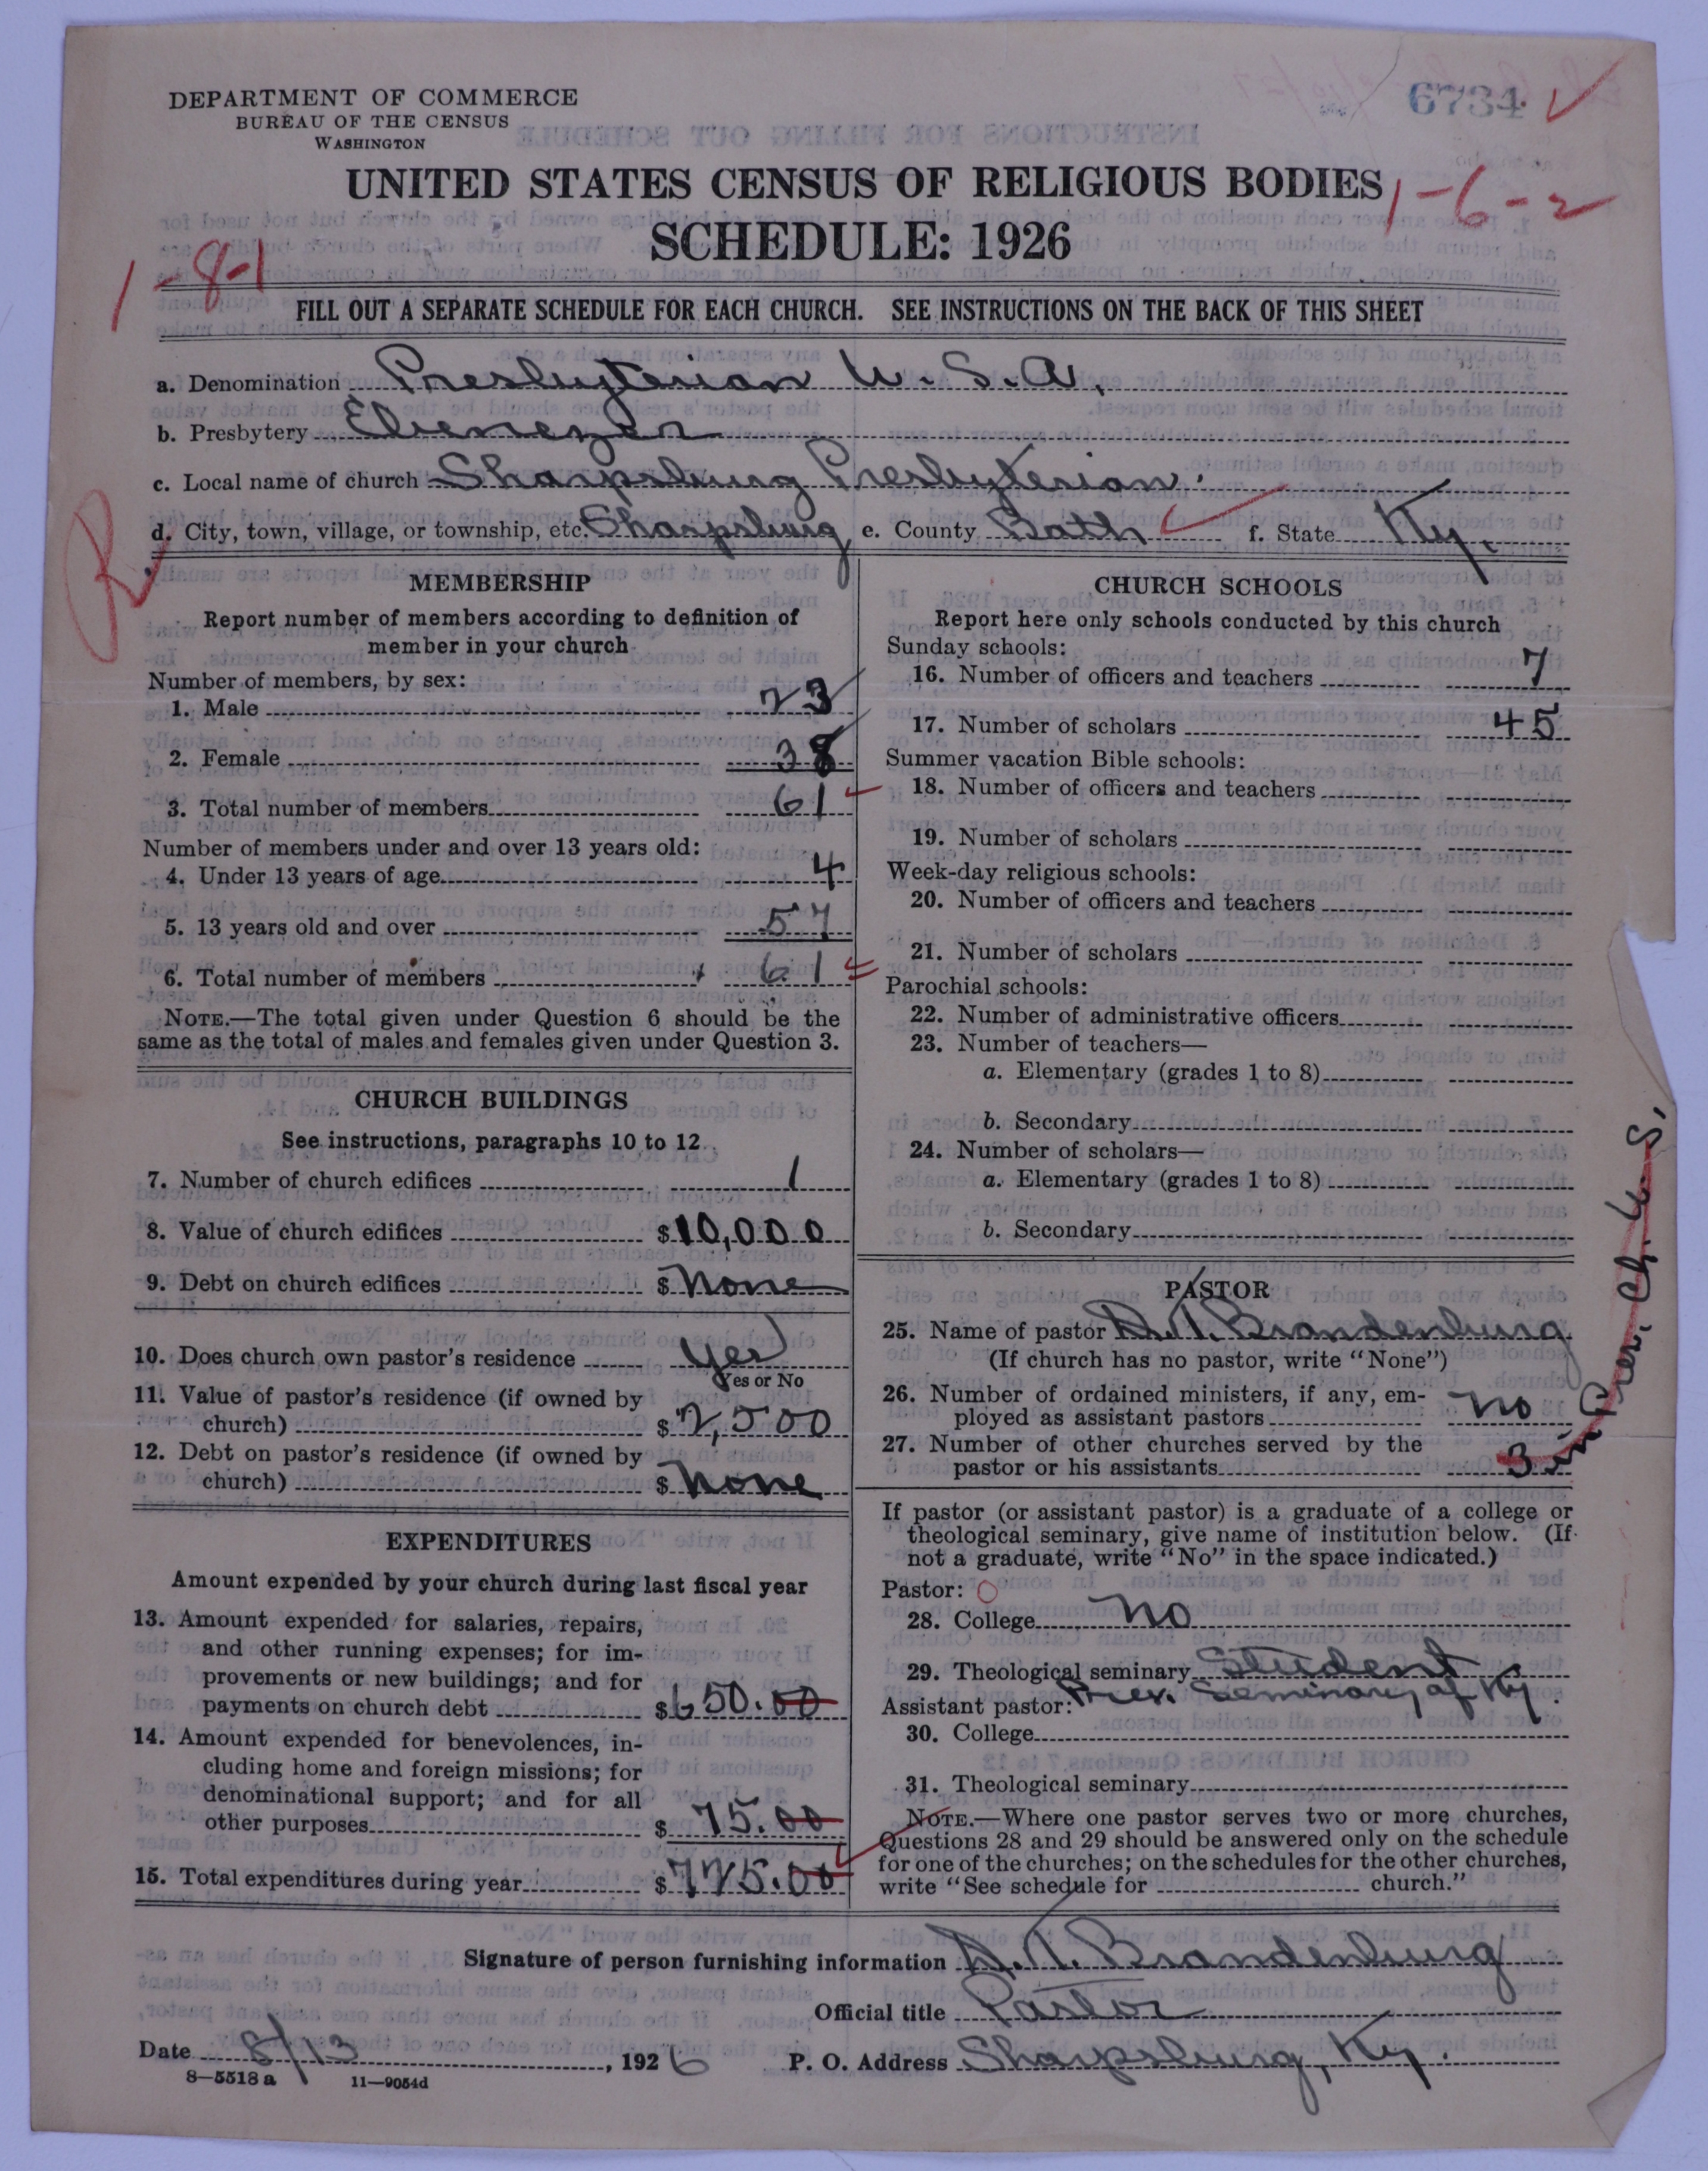 DEPARTMENT OF COMMERCE
BUREAU OF THE CENSUS
WASHINGTON
6734
UNITED STATES CENSUS OF RELIGIOUS BODIES
1-6-2
SCHEDULE: 1926
1-8-1
FILL OUT A SEPARATE SCHEDULE FOR EACH CHURCH. SEE INSTRUCTIONS ON THE BACK OF THIS SHEET
a. Denomination Presbyterian U.S.A.
b. Presbytery Ebenezer
c. Local name of church Sharpsburg Presbyterian.
d. City, town, village, or township, etc. Sharpsburg e. County Bath f. State Ky.
R
MEMBERSHIP
Report number of members according to definition of
member in your church
Number of members, by sex:
1. Male 23
2. Female 38
3. Total number of members 61
Number of members under and over 13 years old:
4. Under 13 years of age 4
5. 13 years old and over 57
6. Total number of members 61
NOTE.—The total given under Question 6 should be the
same as the total of males and females given under Question 3.
CHURCH BUILDINGS
See instructions, paragraphs 10 to 12
7. Number of church edifices 1
8. Value of church edifices $10,000
9. Debt on church edifices $ None
10. Does church own pastor's residence Yes
Yes or No
11. Value of pastor's residence (if owned by
church) $ 2,500
12. Debt on pastor's residence (if owned by
church) $ None
EXPENDITURES
Amount expended by your church during last fiscal year
13. Amount expended for salaries, repairs,
and other running expenses; for im-
provements or new buildings; and for
payments on church debt $650.00
14. Amount expended for benevolences, in-
cluding home and foreign missions; for
denominational support; and for all
other purposes $ 75.00
15. Total expenditures during year $ 725.00
CHURCH SCHOOLS
Report here only schools conducted by this church
Sunday schools:
16. Number of officers and teachers 7
17. Number of scholars 45
Summer vacation Bible schools:
18. Number of officers and teachers
19. Number of scholars
Week-day religious schools:
20. Number of officers and teachers
21. Number of scholars
Parochial schools:
22. Number of administrative officers
23. Number of teachers—
a. Elementary (grades 1 to 8)
b. Secondary
24. Number of scholars—
a. Elementary (grades 1 to 8)
b. Secondary
PASTOR
25. Name of pastor A. T. Brandenburg
(If church has no pastor, write "None")
26. Number of ordained ministers, if any, em-
ployed as assistant pastors No
27. Number of other churches served by the
pastor or his assistants 3 in Pres. Ch. U. S.
If pastor (or assistant pastor) is a graduate of a college or
theological seminary, give name of institution below. (If
not a graduate, write "No" in the space indicated.)
Pastor:
28. College No
29. Theological seminary Student
Assistant pastor: Pres. Seminary of Ky.
30. College
31. Theological seminary
NOTE.—Where one pastor serves two or more churches,
Questions 28 and 29 should be answered only on the schedule
for one of the churches; on the schedules for the other churches,
write "See schedule for church."
Signature of person furnishing information A. T. Brandenburg
Official title Pastor
Date 8/13, 1926 P. O. Address Sharpsburg, Ky.
8—5518 a 11—9054d